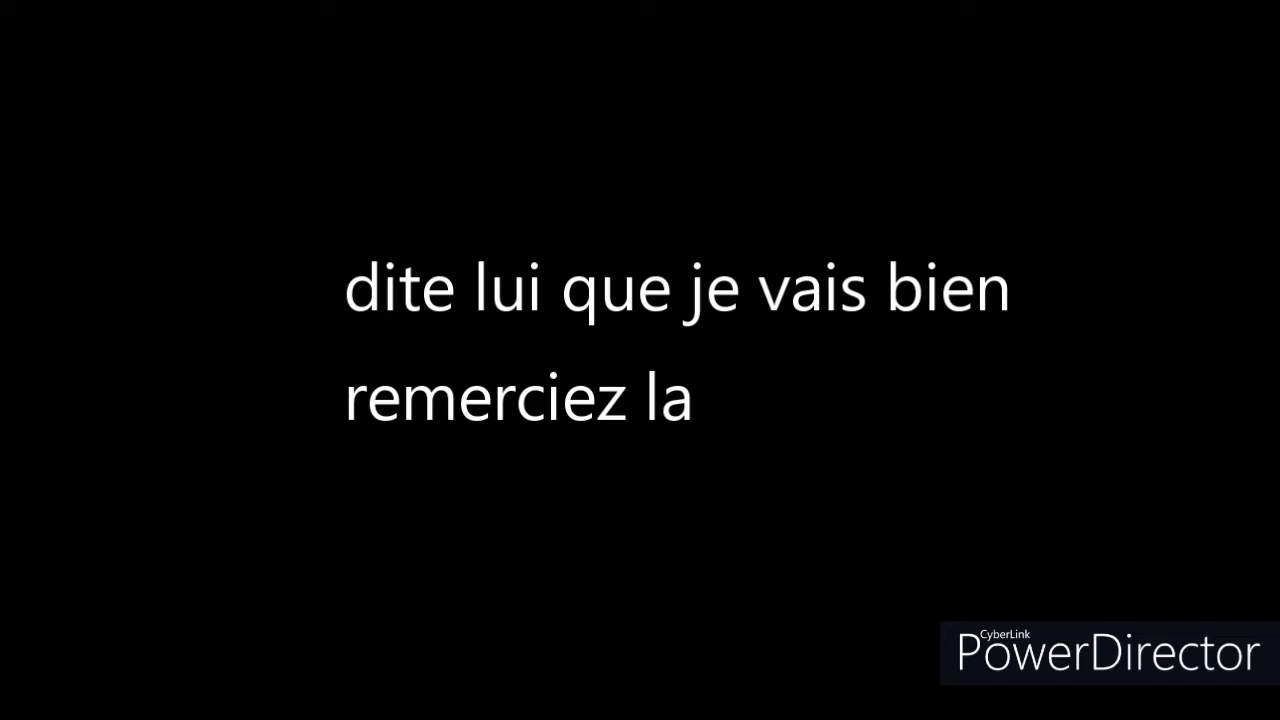 dite lui que je vais bien
remerciez la
CyberLink
PowerDirector